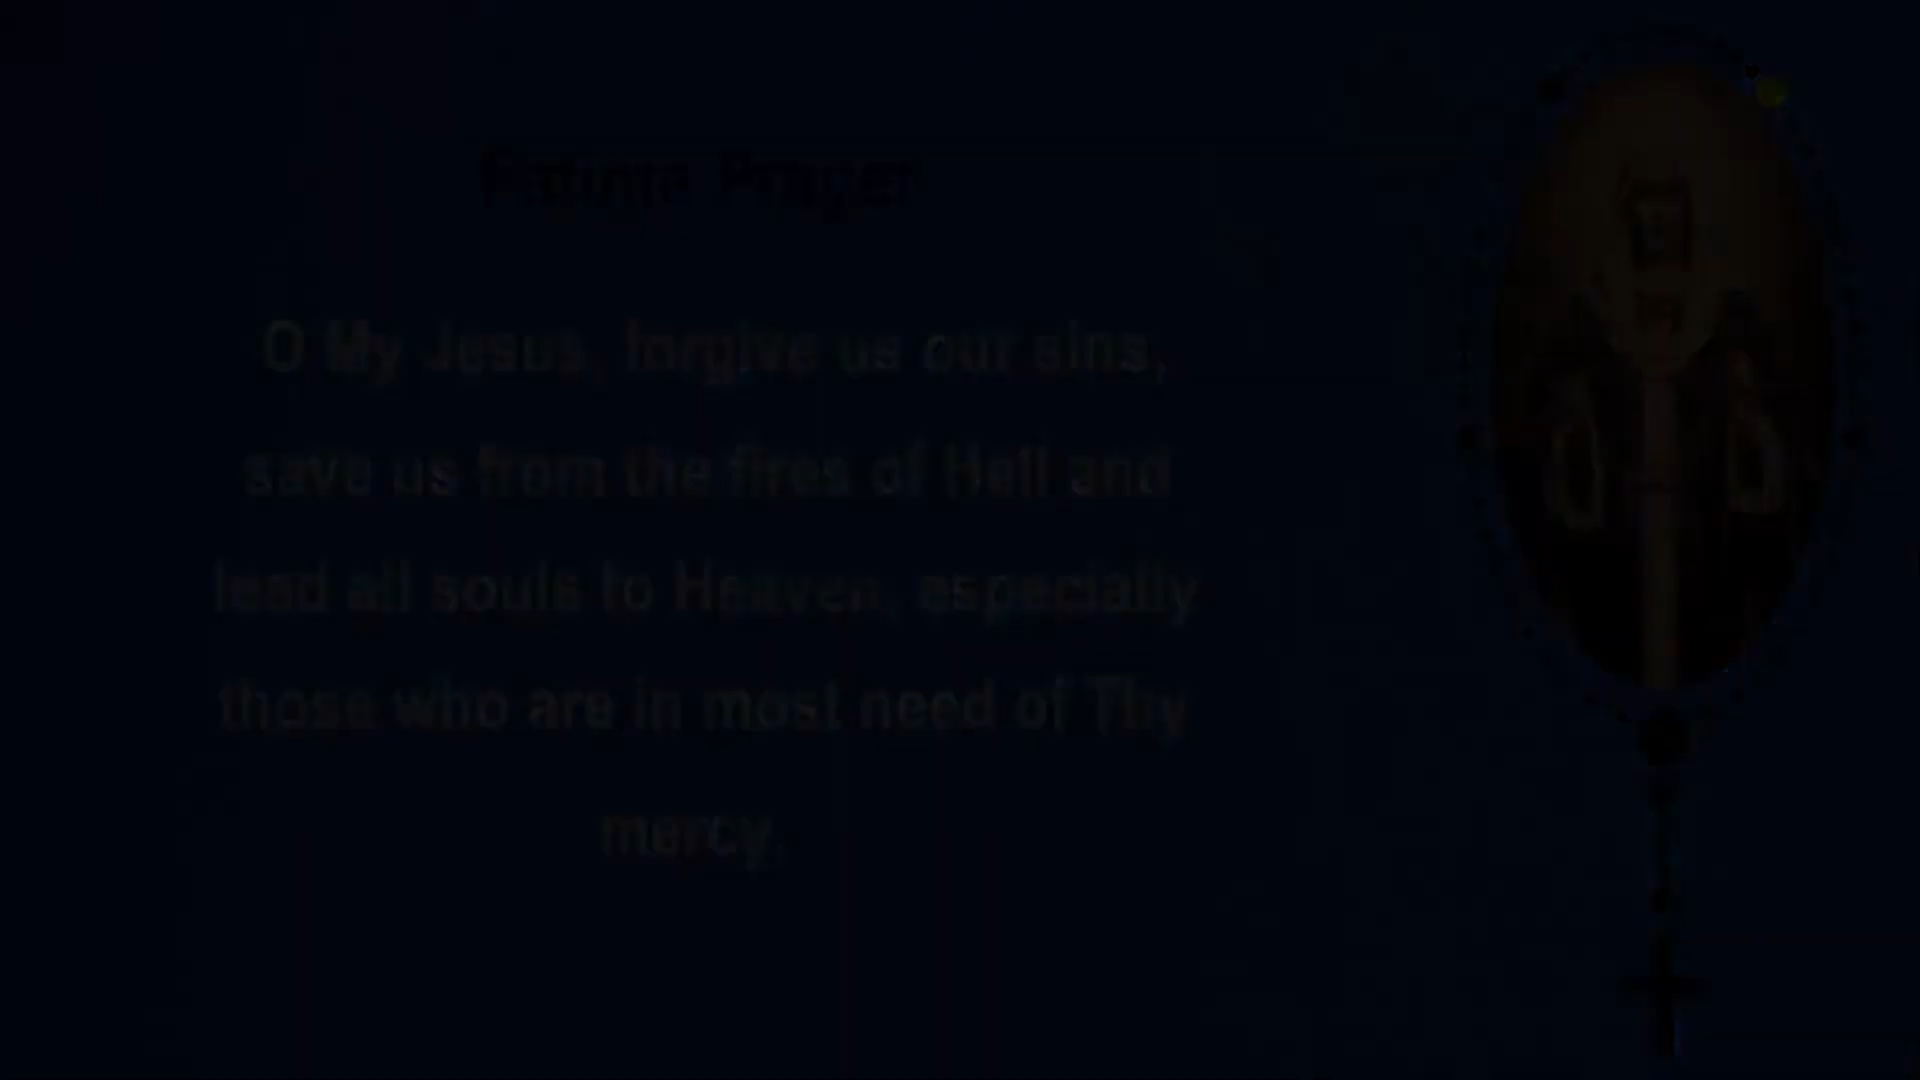 Fatima Prayer
O My Jesus, forgive us our sins,
save us from the fires of Hell and
lead all souls to Heaven, especially
those who are in most need of Thy
mercy.